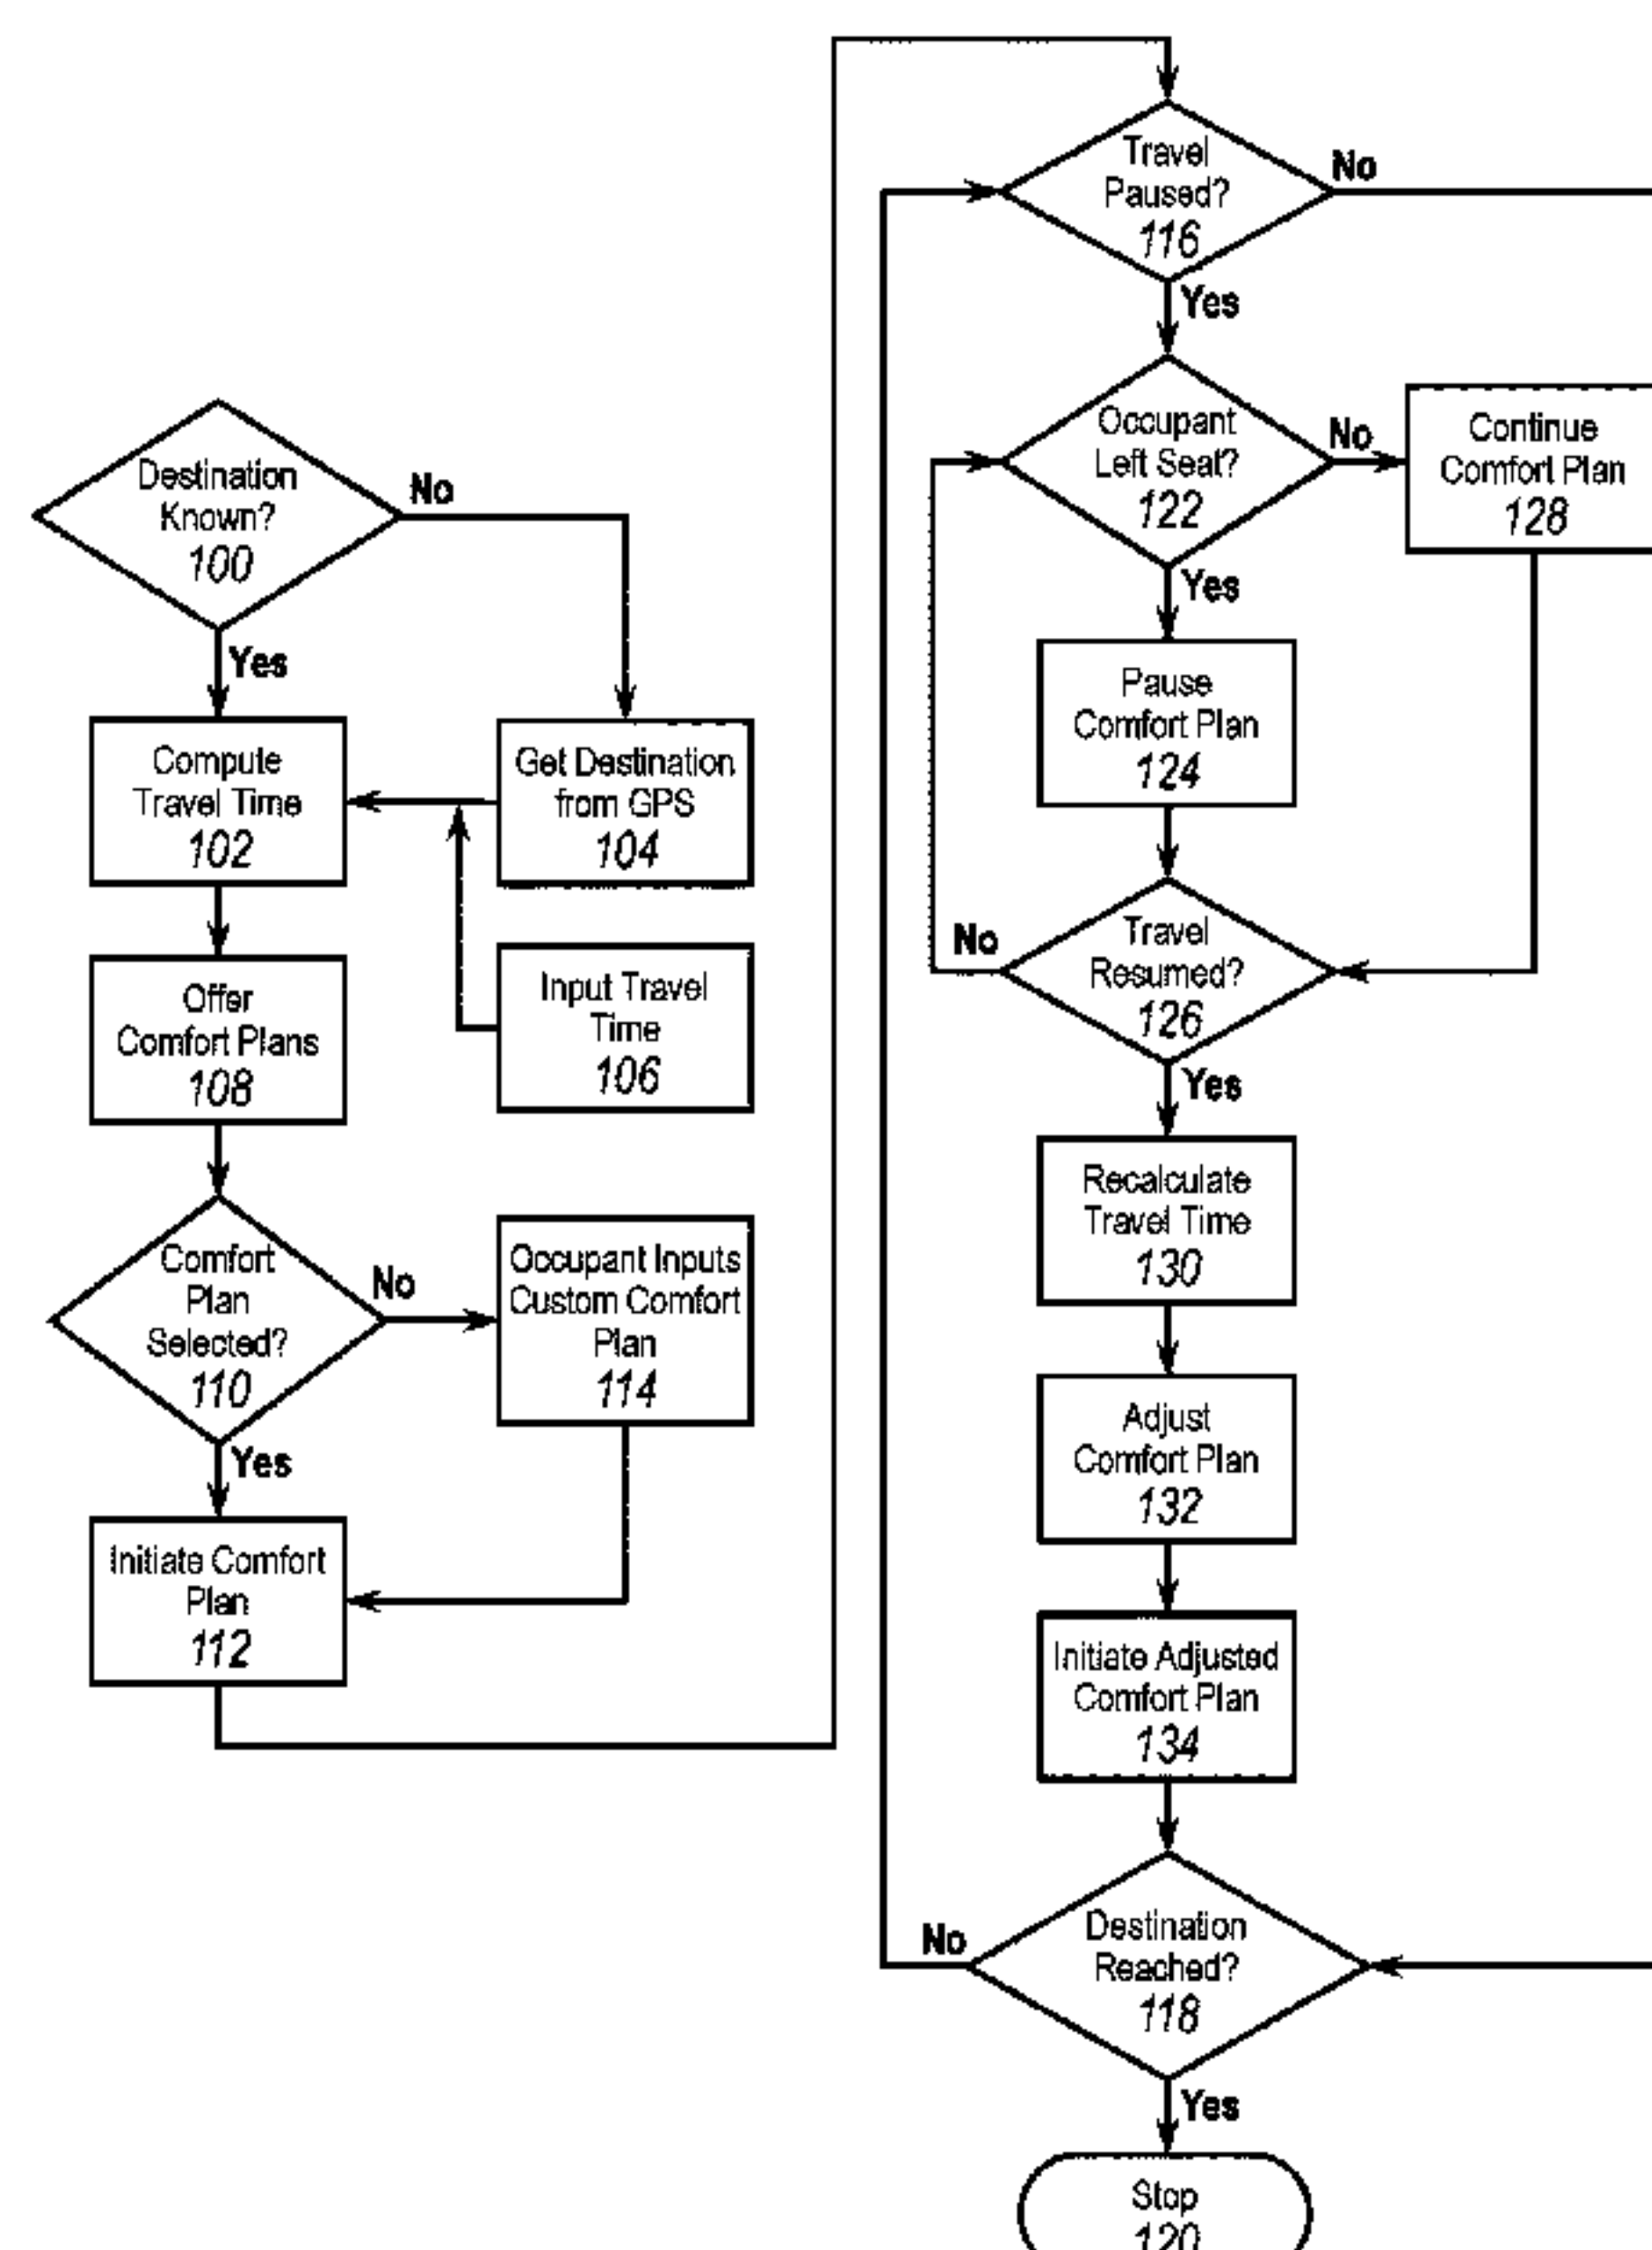 Destination
Known?
100
No
Yes
Compute
Travel Time
102
Get Destination
from GPS
104
Input Travel
Time
106
Offer
Comfort Plans
108
Comfort
Plan
Selected?
110
No
Yes
Occupant Inputs
Custom Comfort
Plan
114
Initiate Comfort
Plan
112
Travel
Paused?
116
No
Yes
Occupant
Left Seat?
122
No
Yes
Continue
Comfort Plan
128
Pause
Comfort Plan
124
Travel
Resumed?
126
No
Yes
Recalculate
Travel Time
130
Adjust
Comfort Plan
132
Initiate Adjusted
Comfort Plan
134
Destination
Reached?
118
No
Yes
Stop
120